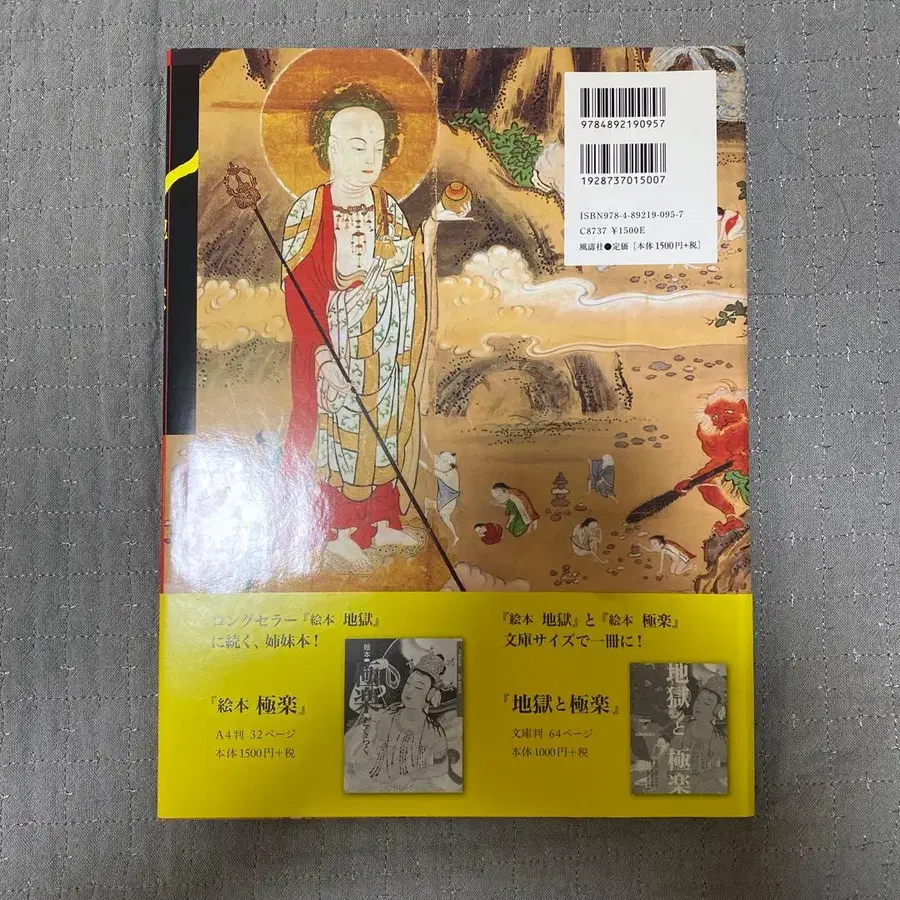 9784892190957
1928737015007
ISBN978-4-89219-095-7
C8737 ¥1500E
風濤社●定価[本体1500円+税]
ロングセラー『絵本 地獄』
に続く、姉妹本!
『絵本 極楽』
A4判 32ページ
本体1500円+税
絵本
極楽
『絵本 地獄』と『絵本 極楽』
文庫サイズで一冊に!
『地獄と極楽』
文庫判 64ページ
本体1000円+税
地獄と
極楽